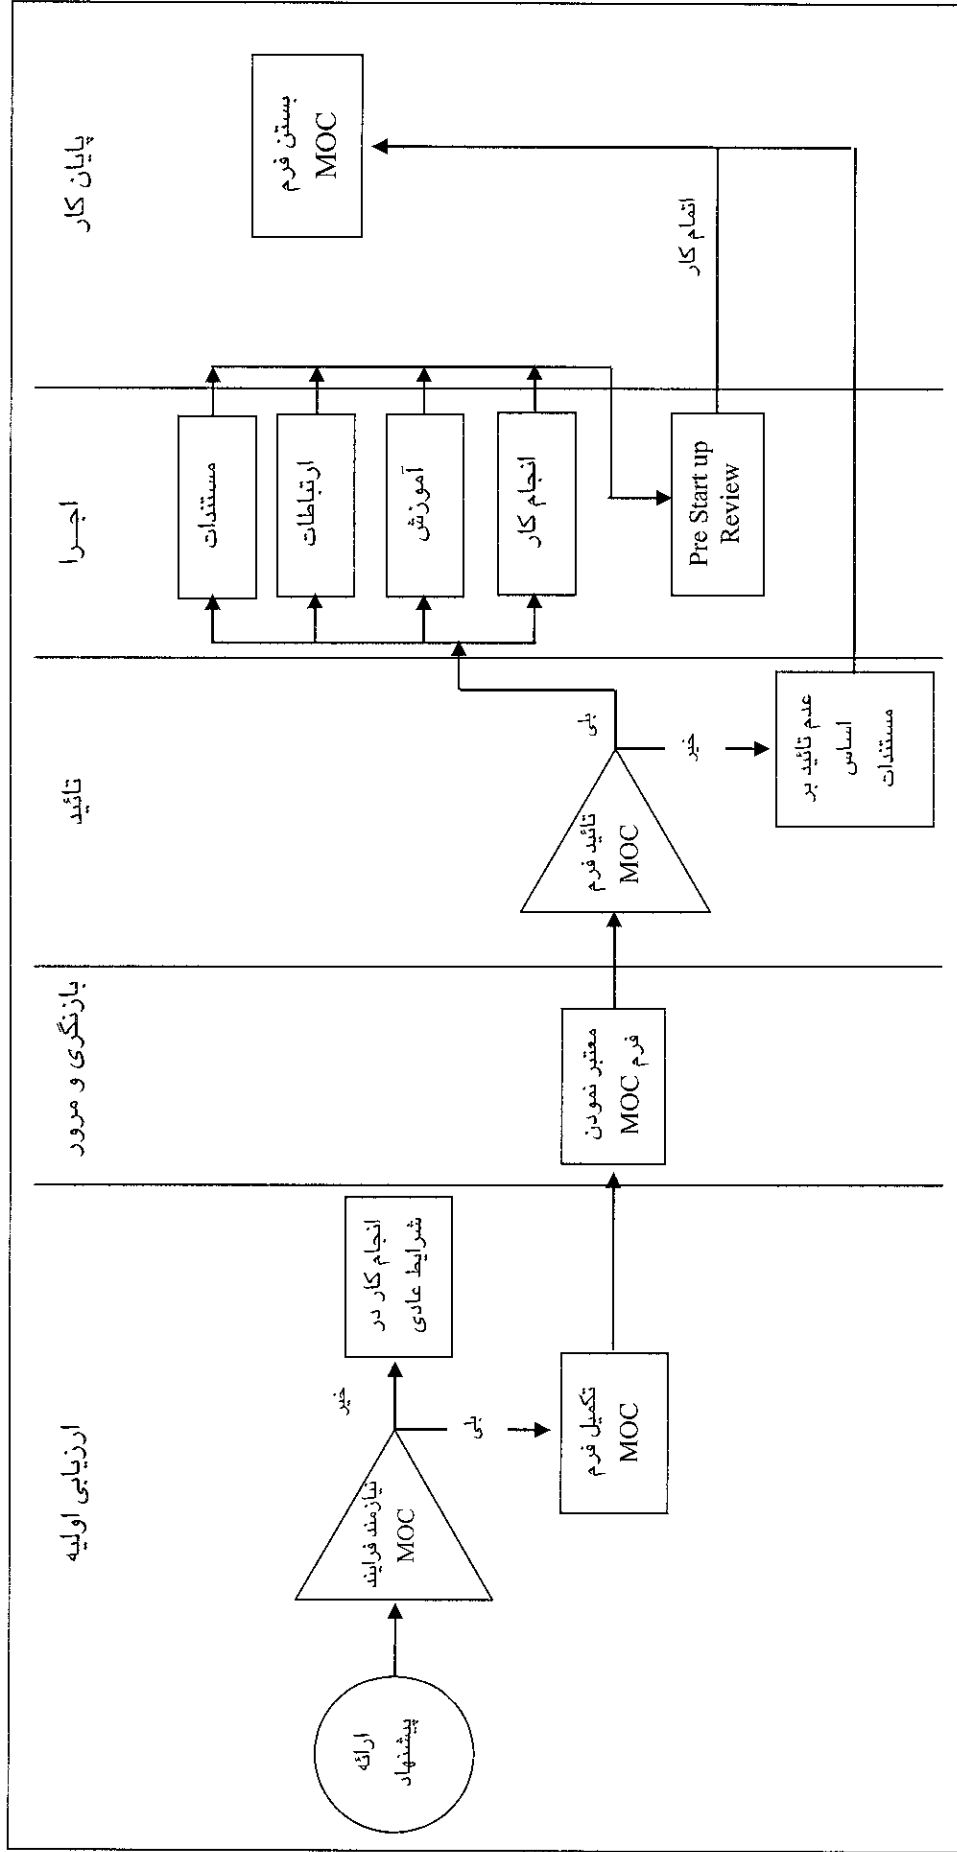 ارزیابی اولیه
بازنگری و مرور
تائید
اجرا
پایان کار
ارائه
پیشنهاد
نیازمند فرایند
MOC
خیر
بلی
انجام کار در
شرایط عادی
تکمیل فرم
MOC
معتبر نمودن
فرم MOC
تائید فرم
MOC
بلی
خیر
عدم تائید بر
اساس
مستندات
مستندات
ارتباطات
آموزش
انجام کار
Pre Start up
Review
اتمام کار
بستن فرم
MOC